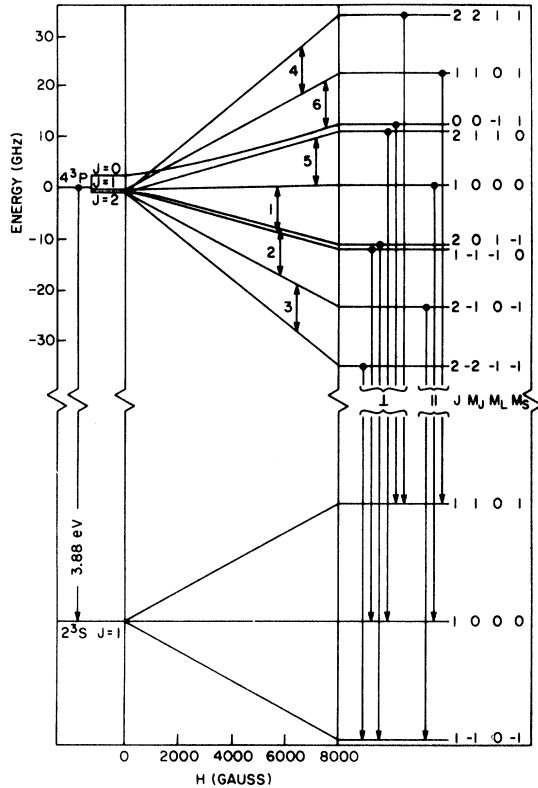 30
2 2 1 1
4
1 1 0 1
20
6
10
0 0 -1 1
2 1 1 0
ENERGY (GHz)
5
4³P
J=0
J=1
J=2
0
1 0 0 0
1
-10
2 0 1 -1
1 -1 -1 0
2
-20
2 -1 0 -1
3
-30
2 -2 -1 -1
⊥ || J M_J M_L M_S
1 1 0 1
3.88 eV
2³S J=1
1 0 0 0
1 -1 0 -1
0 2000 4000 6000 8000
H (GAUSS)